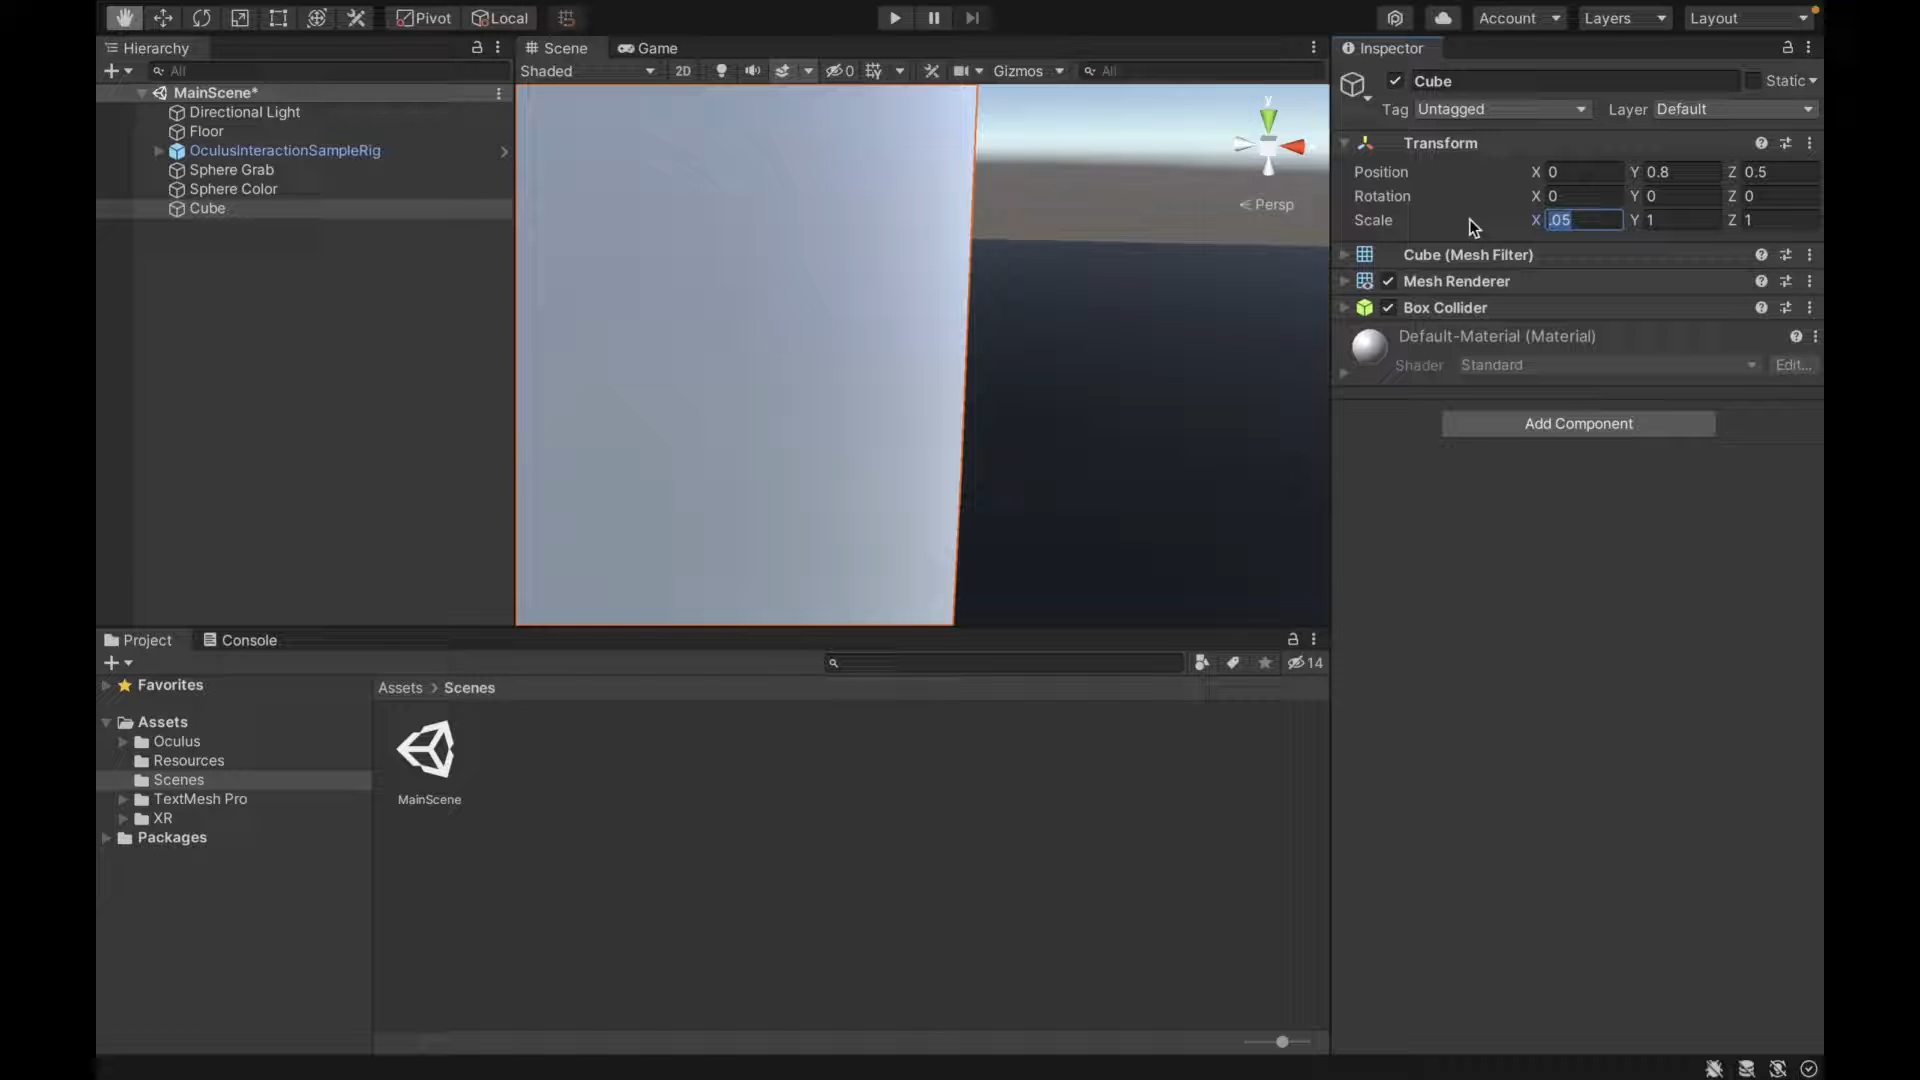 Pivot Local Account Layers Layout
Hierarchy
All
MainScene*
Directional Light
Floor
OculusInteractionSampleRig
Sphere Grab
Sphere Color
Cube
Scene Game
Shaded 2D 0 Gizmos All
y
Persp
Inspector
Cube Static
Tag Untagged Layer Default
Transform
Position X 0 Y 0.8 Z 0.5
Rotation X 0 Y 0 Z 0
Scale X .05 Y 1 Z 1
Cube (Mesh Filter)
Mesh Renderer
Box Collider
Default-Material (Material)
Shader Standard Edit...
Add Component
Project Console
14
Favorites
Assets
Oculus
Resources
Scenes
TextMesh Pro
XR
Packages
Assets > Scenes
MainScene